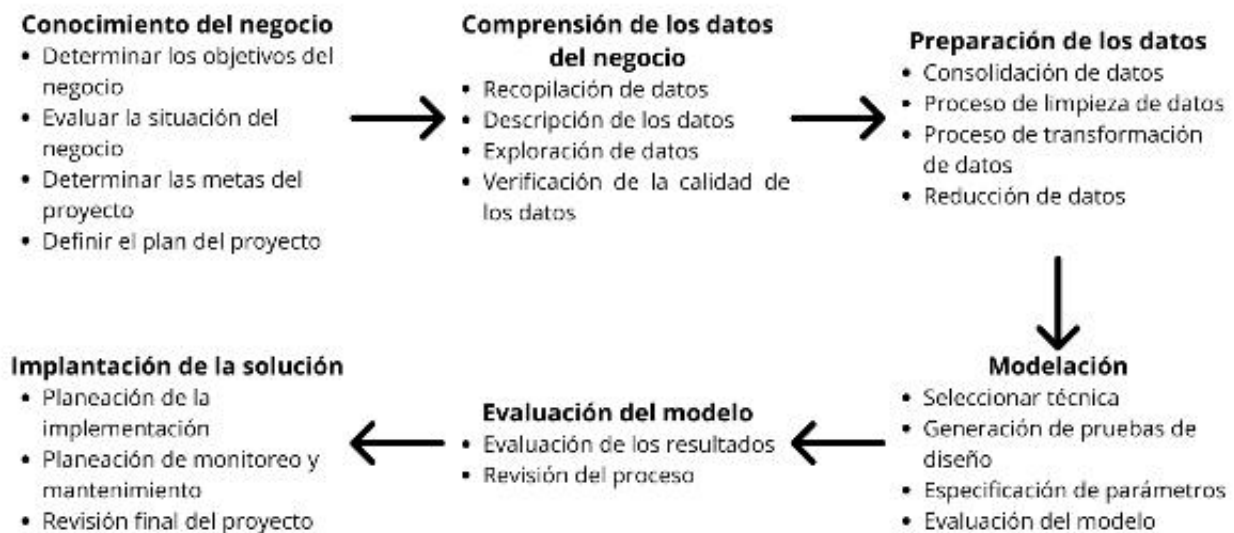 Conocimiento del negocio
• Determinar los objetivos del
negocio
• Evaluar la situación del
negocio
• Determinar las metas del
proyecto
• Definir el plan del proyecto
Comprensión de los datos
del negocio
• Recopilación de datos
• Descripción de los datos
• Exploración de datos
• Verificación de la calidad de
los datos
Preparación de los datos
• Consolidación de datos
• Proceso de limpieza de datos
• Proceso de transformación
de datos
• Reducción de datos
Modelación
• Seleccionar técnica
• Generación de pruebas de
diseño
• Especificación de parámetros
• Evaluación del modelo
Evaluación del modelo
• Evaluación de los resultados
• Revisión del proceso
Implantación de la solución
• Planeación de la
implementación
• Planeación de monitoreo y
mantenimiento
• Revisión final del proyecto